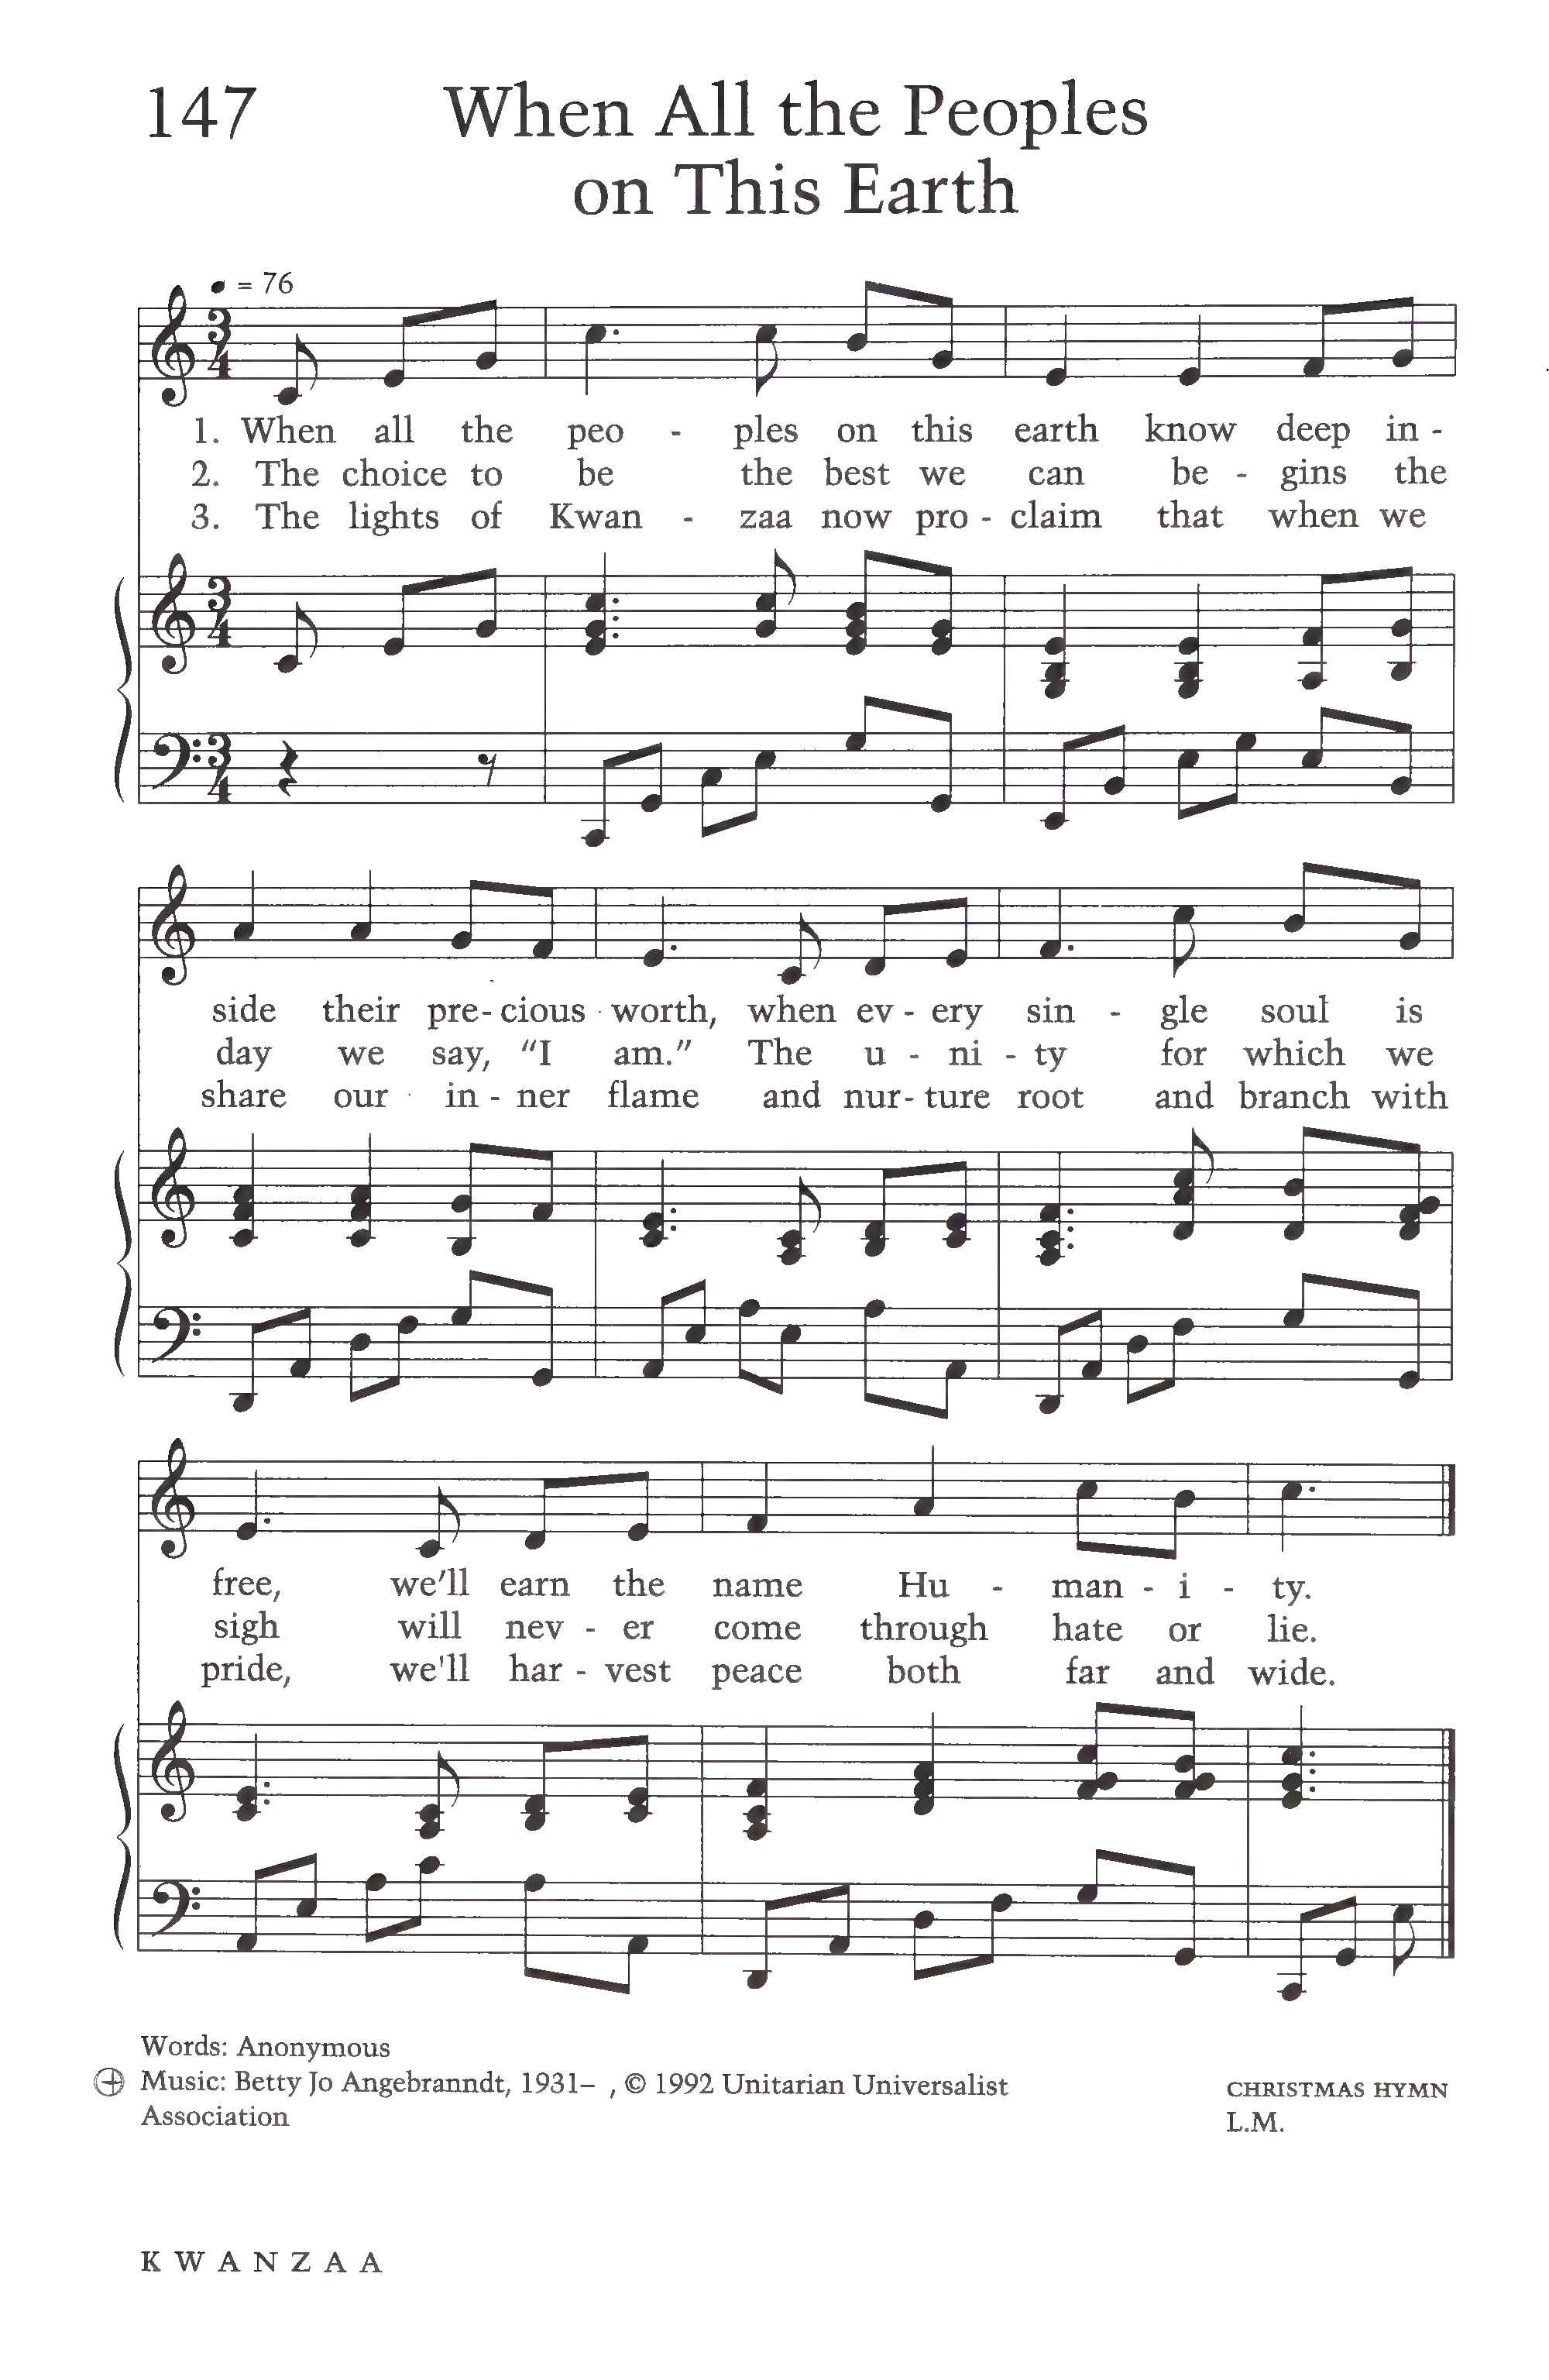 147 When All the Peoples
on This Earth
= 76
1. When all the peo - ples on this earth know deep in -
2. The choice to be the best we can be - gins the
3. The lights of Kwan - zaa now pro - claim that when we
side their pre - cious worth, when ev - ery sin - gle soul is
day we say, "I am." The u - ni - ty for which we
share our in - ner flame and nur - ture root and branch with
free, we'll earn the name Hu - man - i - ty.
sigh will nev - er come through hate or lie.
pride, we'll har - vest peace both far and wide.
Words: Anonymous
Music: Betty Jo Angebranndt, 1931– , © 1992 Unitarian Universalist
Association
CHRISTMAS HYMN
L.M.
KWANZAA